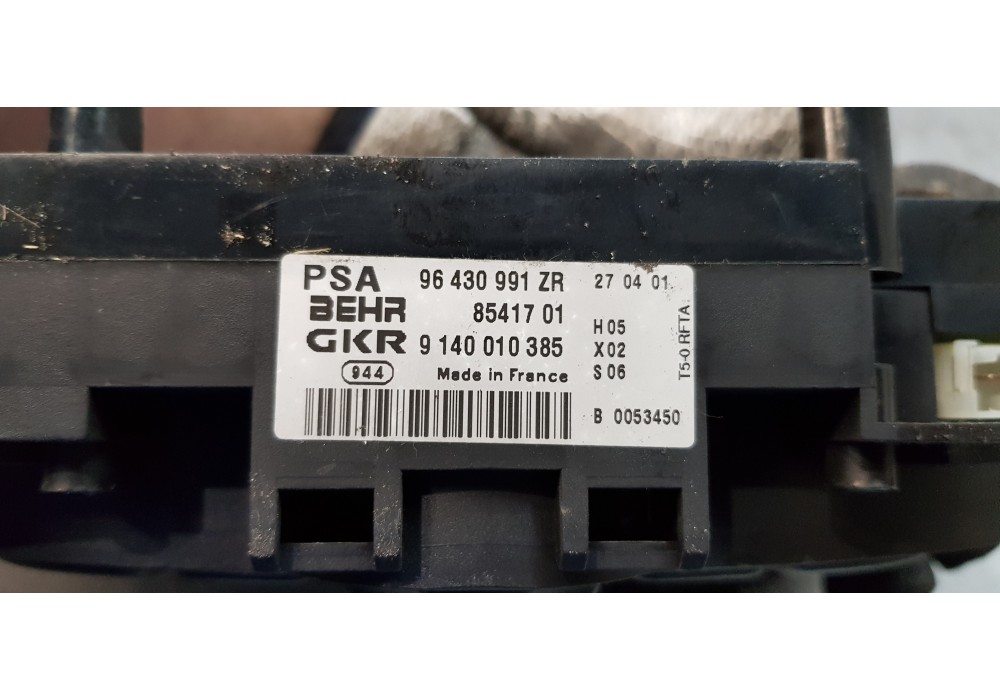 PSA 96 430 991 ZR 27 04 01
BEHR 85417 01
GKR 9 140 010 385
H05
X02
S 06
944 Made in France
B 0053450
T5-0 RFTA